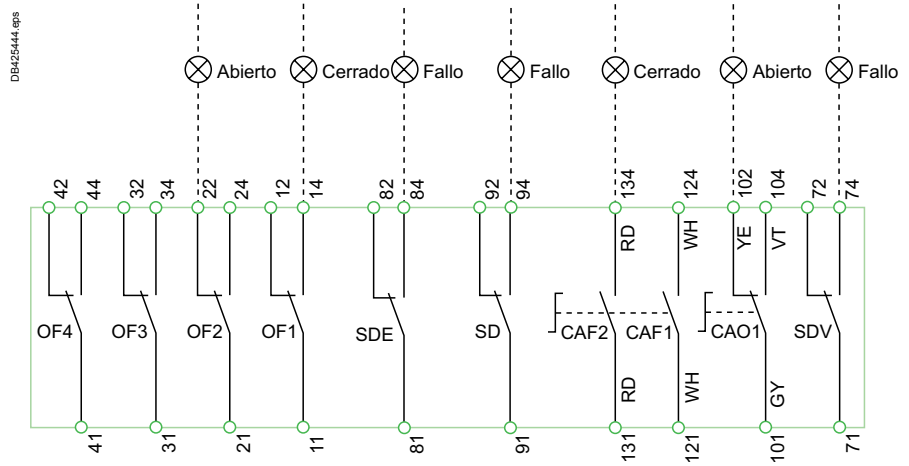 DB425444.eps
Abierto
Cerrado
Fallo
Fallo
Cerrado
Abierto
Fallo
42
44
32
34
22
24
12
14
82
84
92
94
134
124
102
104
72
74
RD
WH
YE
VT
OF4
OF3
OF2
OF1
SDE
SD
CAF2
CAF1
CAO1
SDV
RD
WH
GY
41
31
21
11
81
91
131
121
101
71